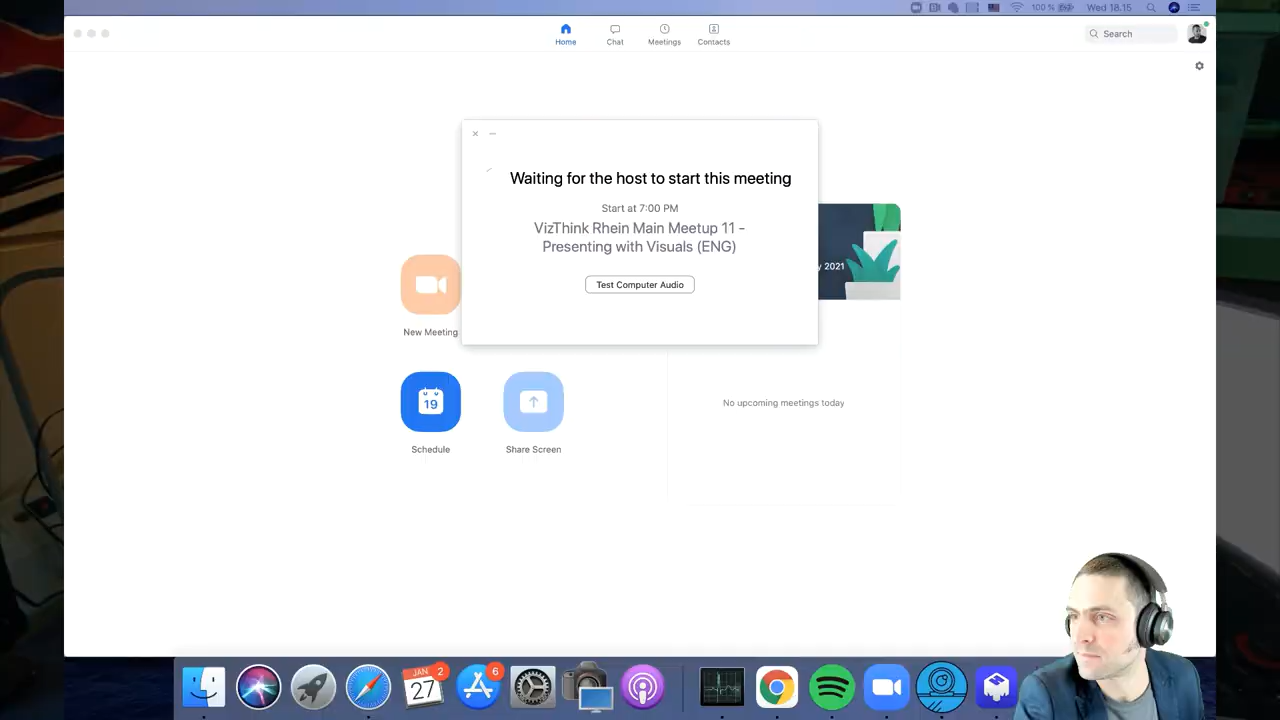 100 %
Wed 18.15
Home
Chat
Meetings
Contacts
Search
Waiting for the host to start this meeting
Start at 7:00 PM
VizThink Rhein Main Meetup 11 -
Presenting with Visuals (ENG)
Test Computer Audio
2021
New Meeting
No upcoming meetings today
19
Schedule
Share Screen
JAN
27
2
6